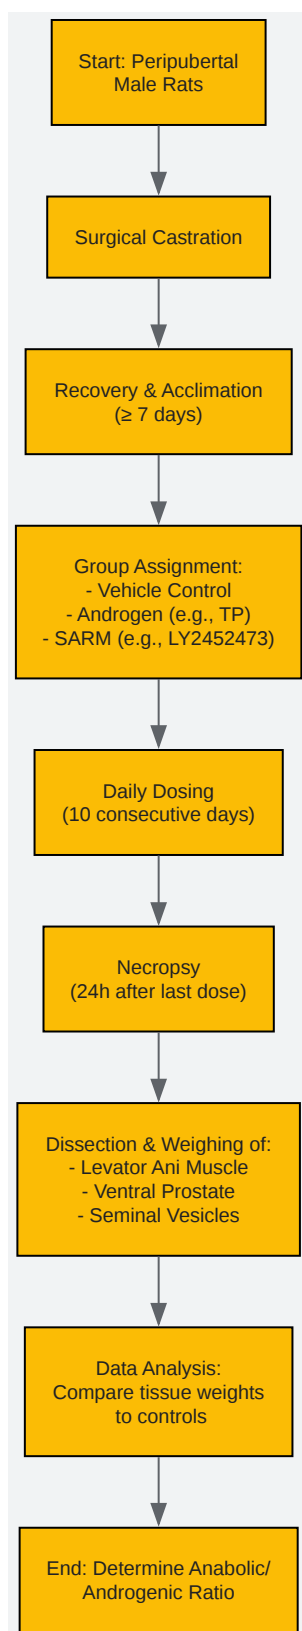 Start: Peripubertal
Male Rats
Surgical Castration
Recovery & Acclimation
(≥ 7 days)
Group Assignment:
- Vehicle Control
- Androgen (e.g., TP)
- SARM (e.g., LY2452473)
Daily Dosing
(10 consecutive days)
Necropsy
(24h after last dose)
Dissection & Weighing of:
- Levator Ani Muscle
- Ventral Prostate
- Seminal Vesicles
Data Analysis:
Compare tissue weights
to controls
End: Determine Anabolic/
Androgenic Ratio